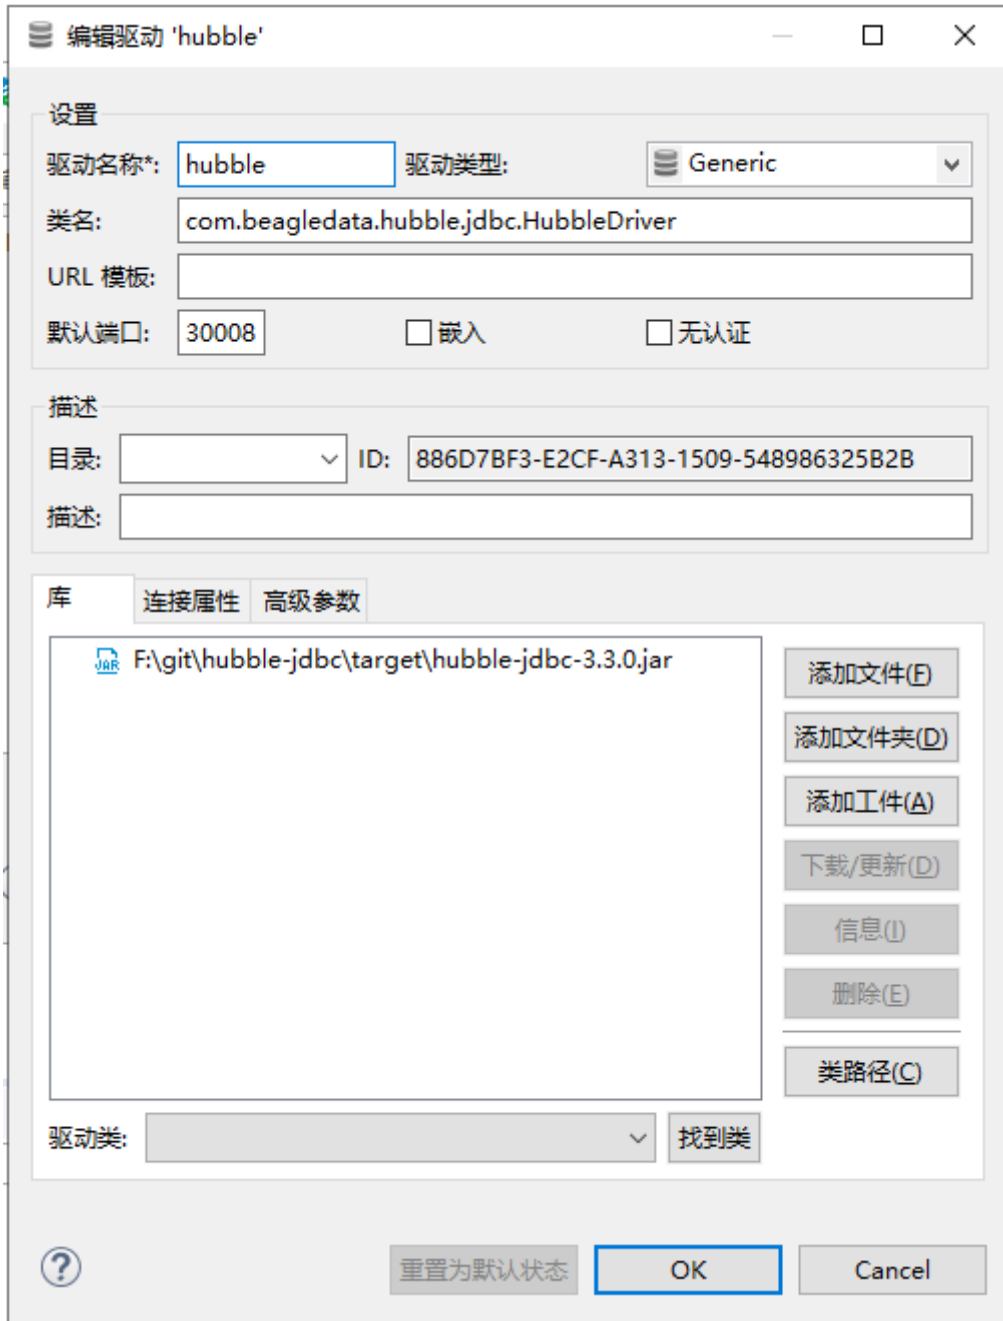 编辑驱动 'hubble'
设置
驱动名称*: hubble 驱动类型: Generic
类名: com.beagledata.hubble.jdbc.HubbleDriver
URL 模板:
默认端口: 30008 嵌入 无认证
描述
目录: ID: 886D7BF3-E2CF-A313-1509-548986325B2B
描述:
库 连接属性 高级参数
JAR F:\git\hubble-jdbc\target\hubble-jdbc-3.3.0.jar
添加文件(F)
添加文件夹(D)
添加工件(A)
下载/更新(D)
信息(I)
删除(E)
类路径(C)
驱动类: 找到类
? 重置为默认状态 OK Cancel